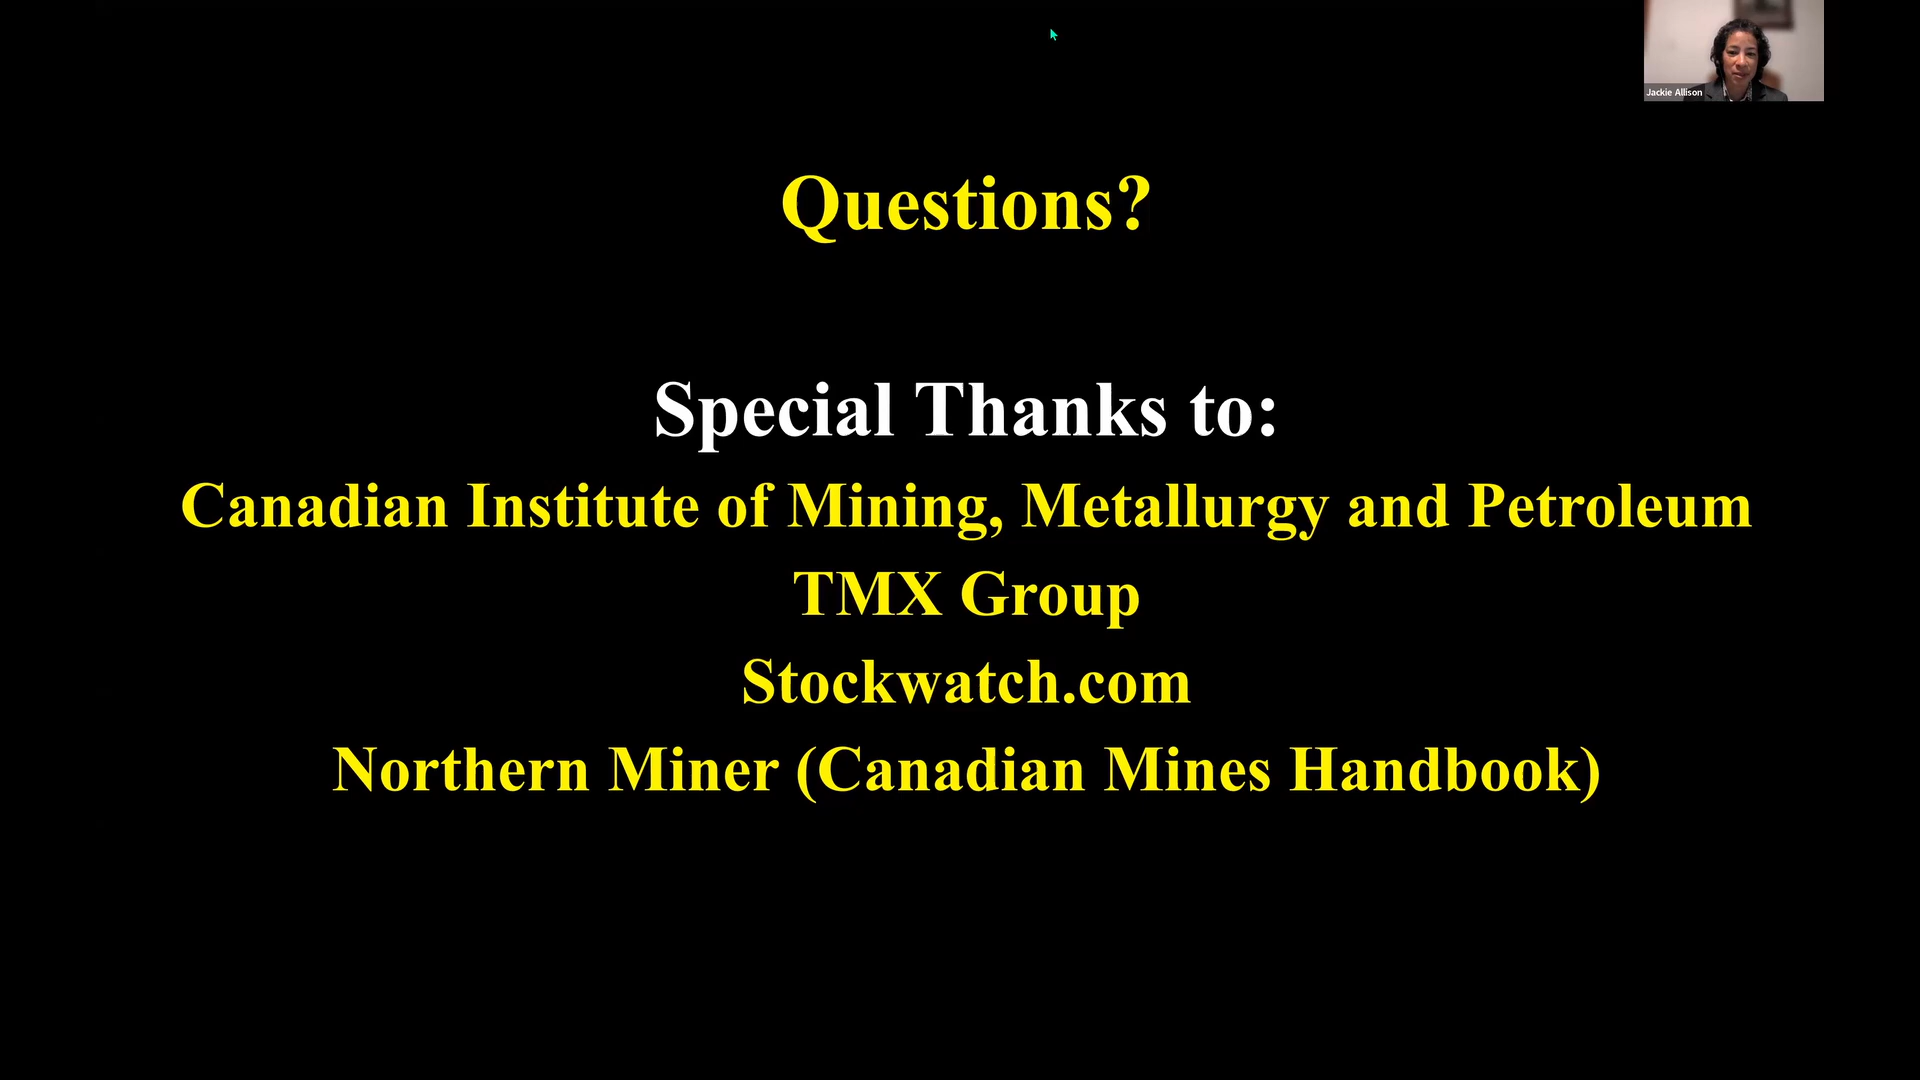 Jackie Allison
Questions?
Special Thanks to:
Canadian Institute of Mining, Metallurgy and Petroleum
TMX Group
Stockwatch.com
Northern Miner (Canadian Mines Handbook)